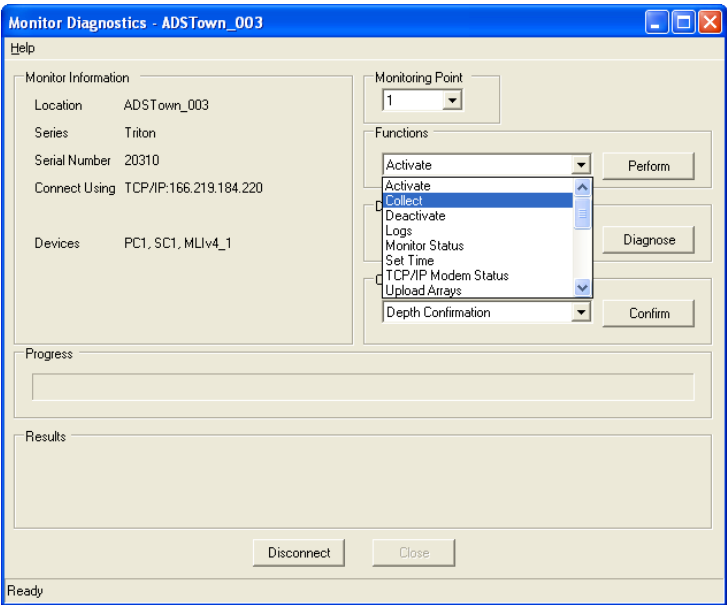 Monitor Diagnostics - ADSTown_003
Help
Monitor Information
Location ADSTown_003
Series Triton
Serial Number 20310
Connect Using TCP/IP:166.219.184.220
Devices PC1, SC1, MLIv4_1
Monitoring Point
1
Functions
Activate
Perform
Activate
Collect
Deactivate
Logs
Monitor Status
Set Time
TCP/IP Modem Status
Upload Arrays
Diagnose
Depth Confirmation
Confirm
Progress
Results
Disconnect
Close
Ready